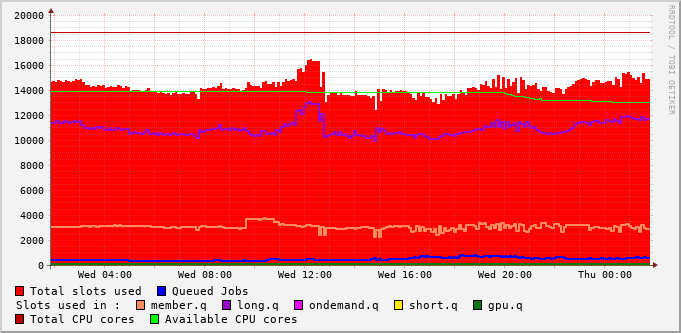 RRDTOOL / TOBI OETIKER
20000
18000
16000
14000
12000
10000
8000
6000
4000
2000
0
Wed 04:00 Wed 08:00 Wed 12:00 Wed 16:00 Wed 20:00 Thu 00:00
Total slots used Queued Jobs
Slots used in : member.q long.q ondemand.q short.q gpu.q
Total CPU cores Available CPU cores